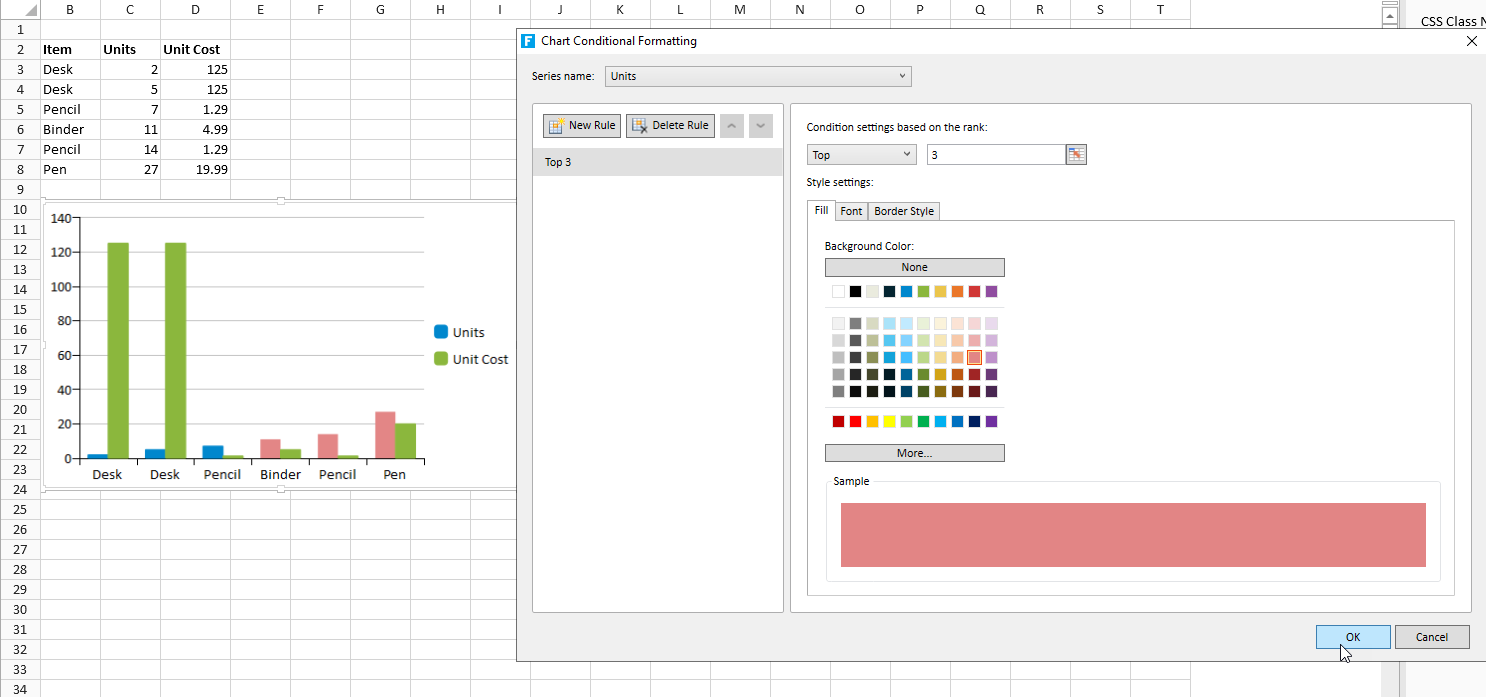 B C D E F G H I J K L M N O P Q R S T
CSS Class N
1
2 Item Units Unit Cost
3 Desk 2 125
4 Desk 5 125
5 Pencil 7 1.29
6 Binder 11 4.99
7 Pencil 14 1.29
8 Pen 27 19.99
9
10
11
12
13
14
15
16
17
18
19
20
21
22
23
24
25
26
27
28
29
30
31
32
33
34
140
120
100
80
60
40
20
0
Desk Desk Pencil Binder Pencil Pen
Units
Unit Cost
F Chart Conditional Formatting
Series name: Units
New Rule Delete Rule
Top 3
Condition settings based on the rank:
Top 3
Style settings:
Fill Font Border Style
Background Color:
None
More...
Sample
OK Cancel